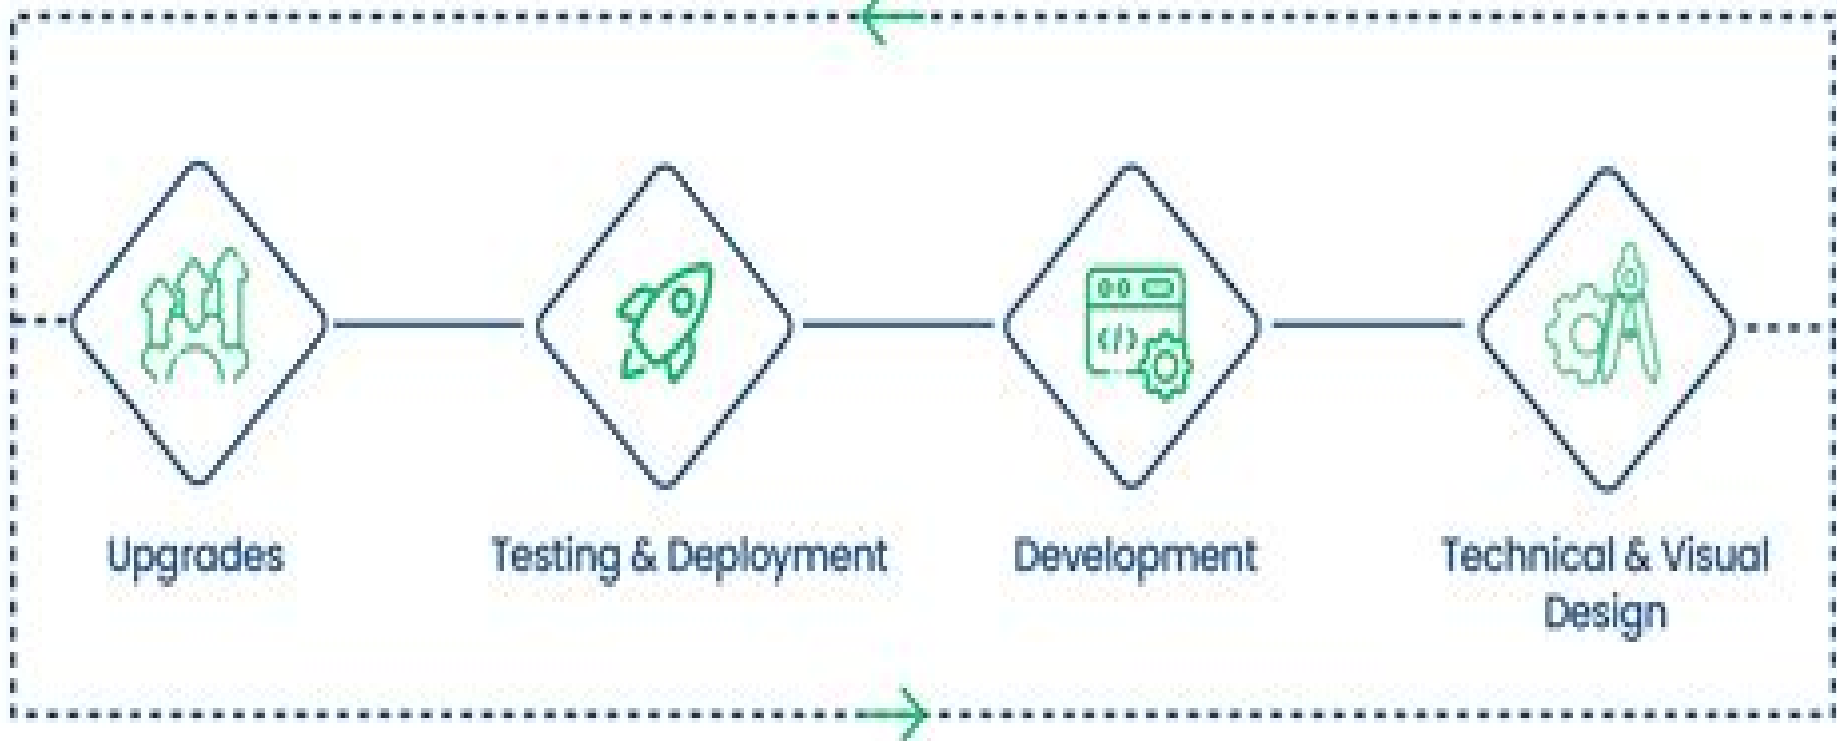 Upgrades
Testing & Deployment
Development
Technical & Visual
Design